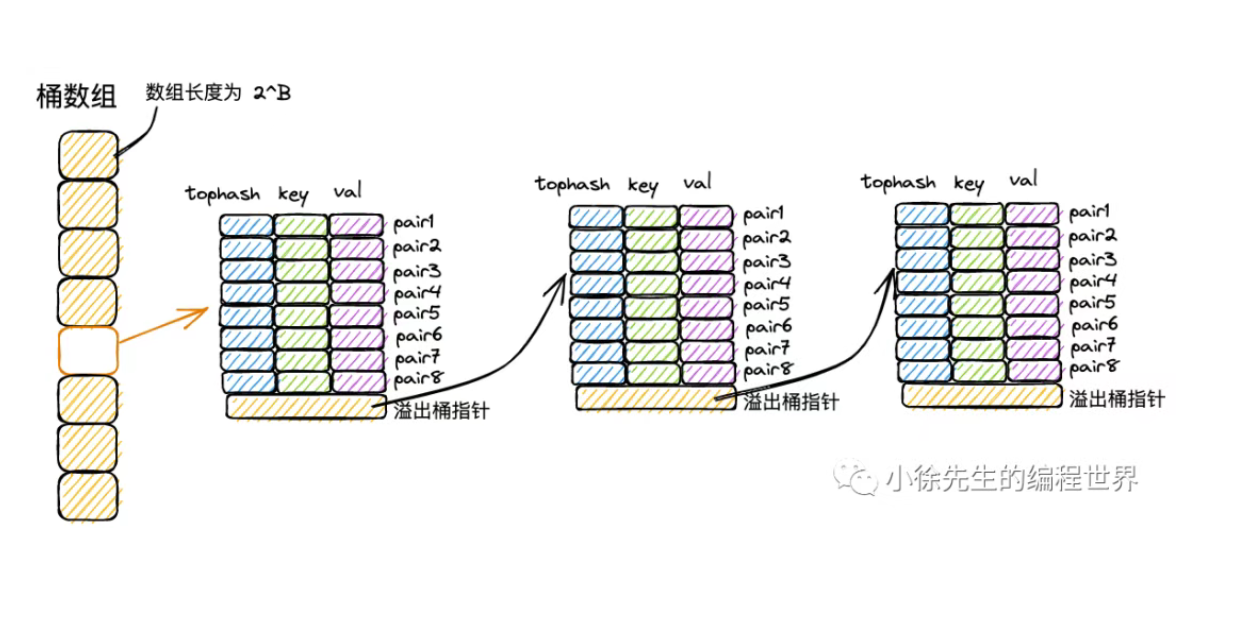 桶数组
数组长度为 2^B
tophash key val
pair1
pair2
pair3
pair4
pair5
pair6
pair7
pair8
溢出桶指针
tophash key val
pair1
pair2
pair3
pair4
pair5
pair6
pair7
pair8
溢出桶指针
tophash key val
pair1
pair2
pair3
pair4
pair5
pair6
pair7
pair8
溢出桶指针
小徐先生的编程世界